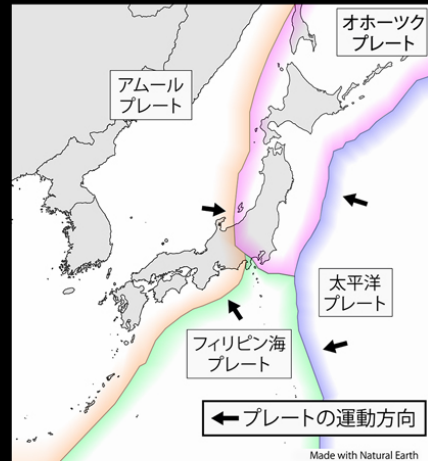 オホーツク
プレート
アムール
プレート
太平洋
プレート
フィリピン海
プレート
プレートの運動方向
Made with Natural Earth